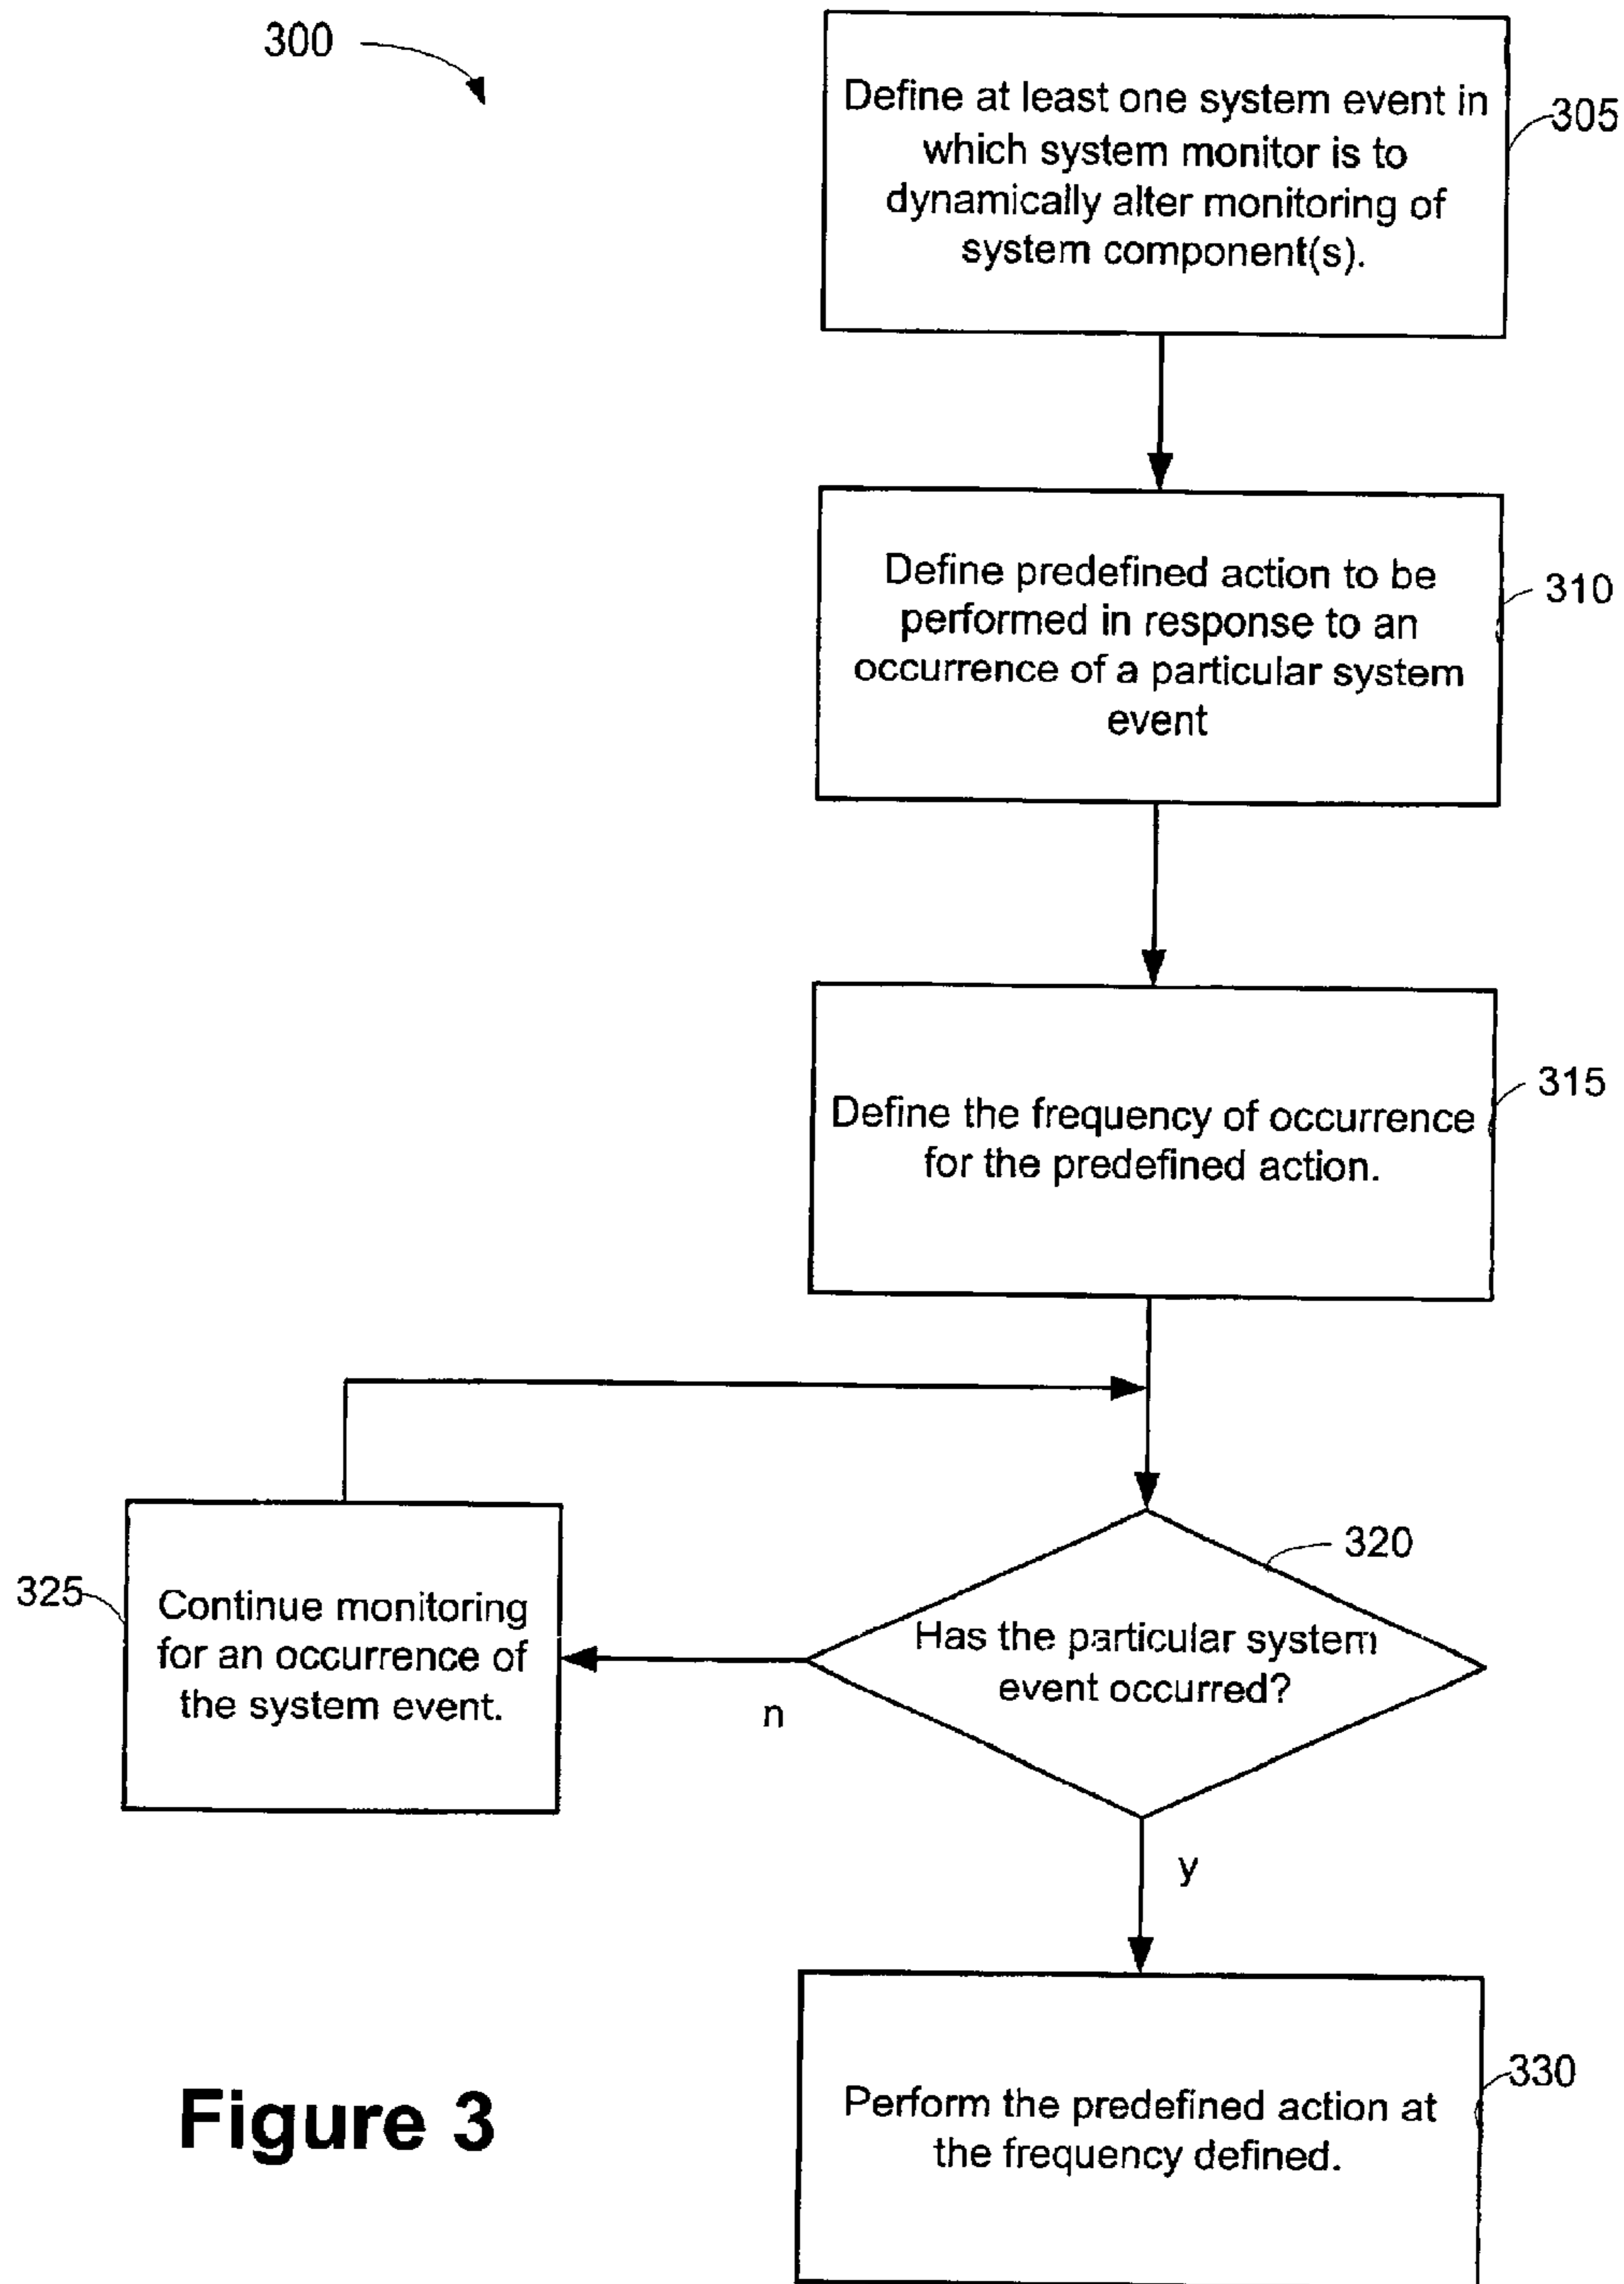 300
Define at least one system event in
which system monitor is to
dynamically alter monitoring of
system component(s).
305
Define predefined action to be
performed in response to an
occurrence of a particular system
event
310
Define the frequency of occurrence
for the predefined action.
315
320
Has the particular system
event occurred?
n
y
325
Continue monitoring
for an occurrence of
the system event.
330
Perform the predefined action at
the frequency defined.
Figure 3